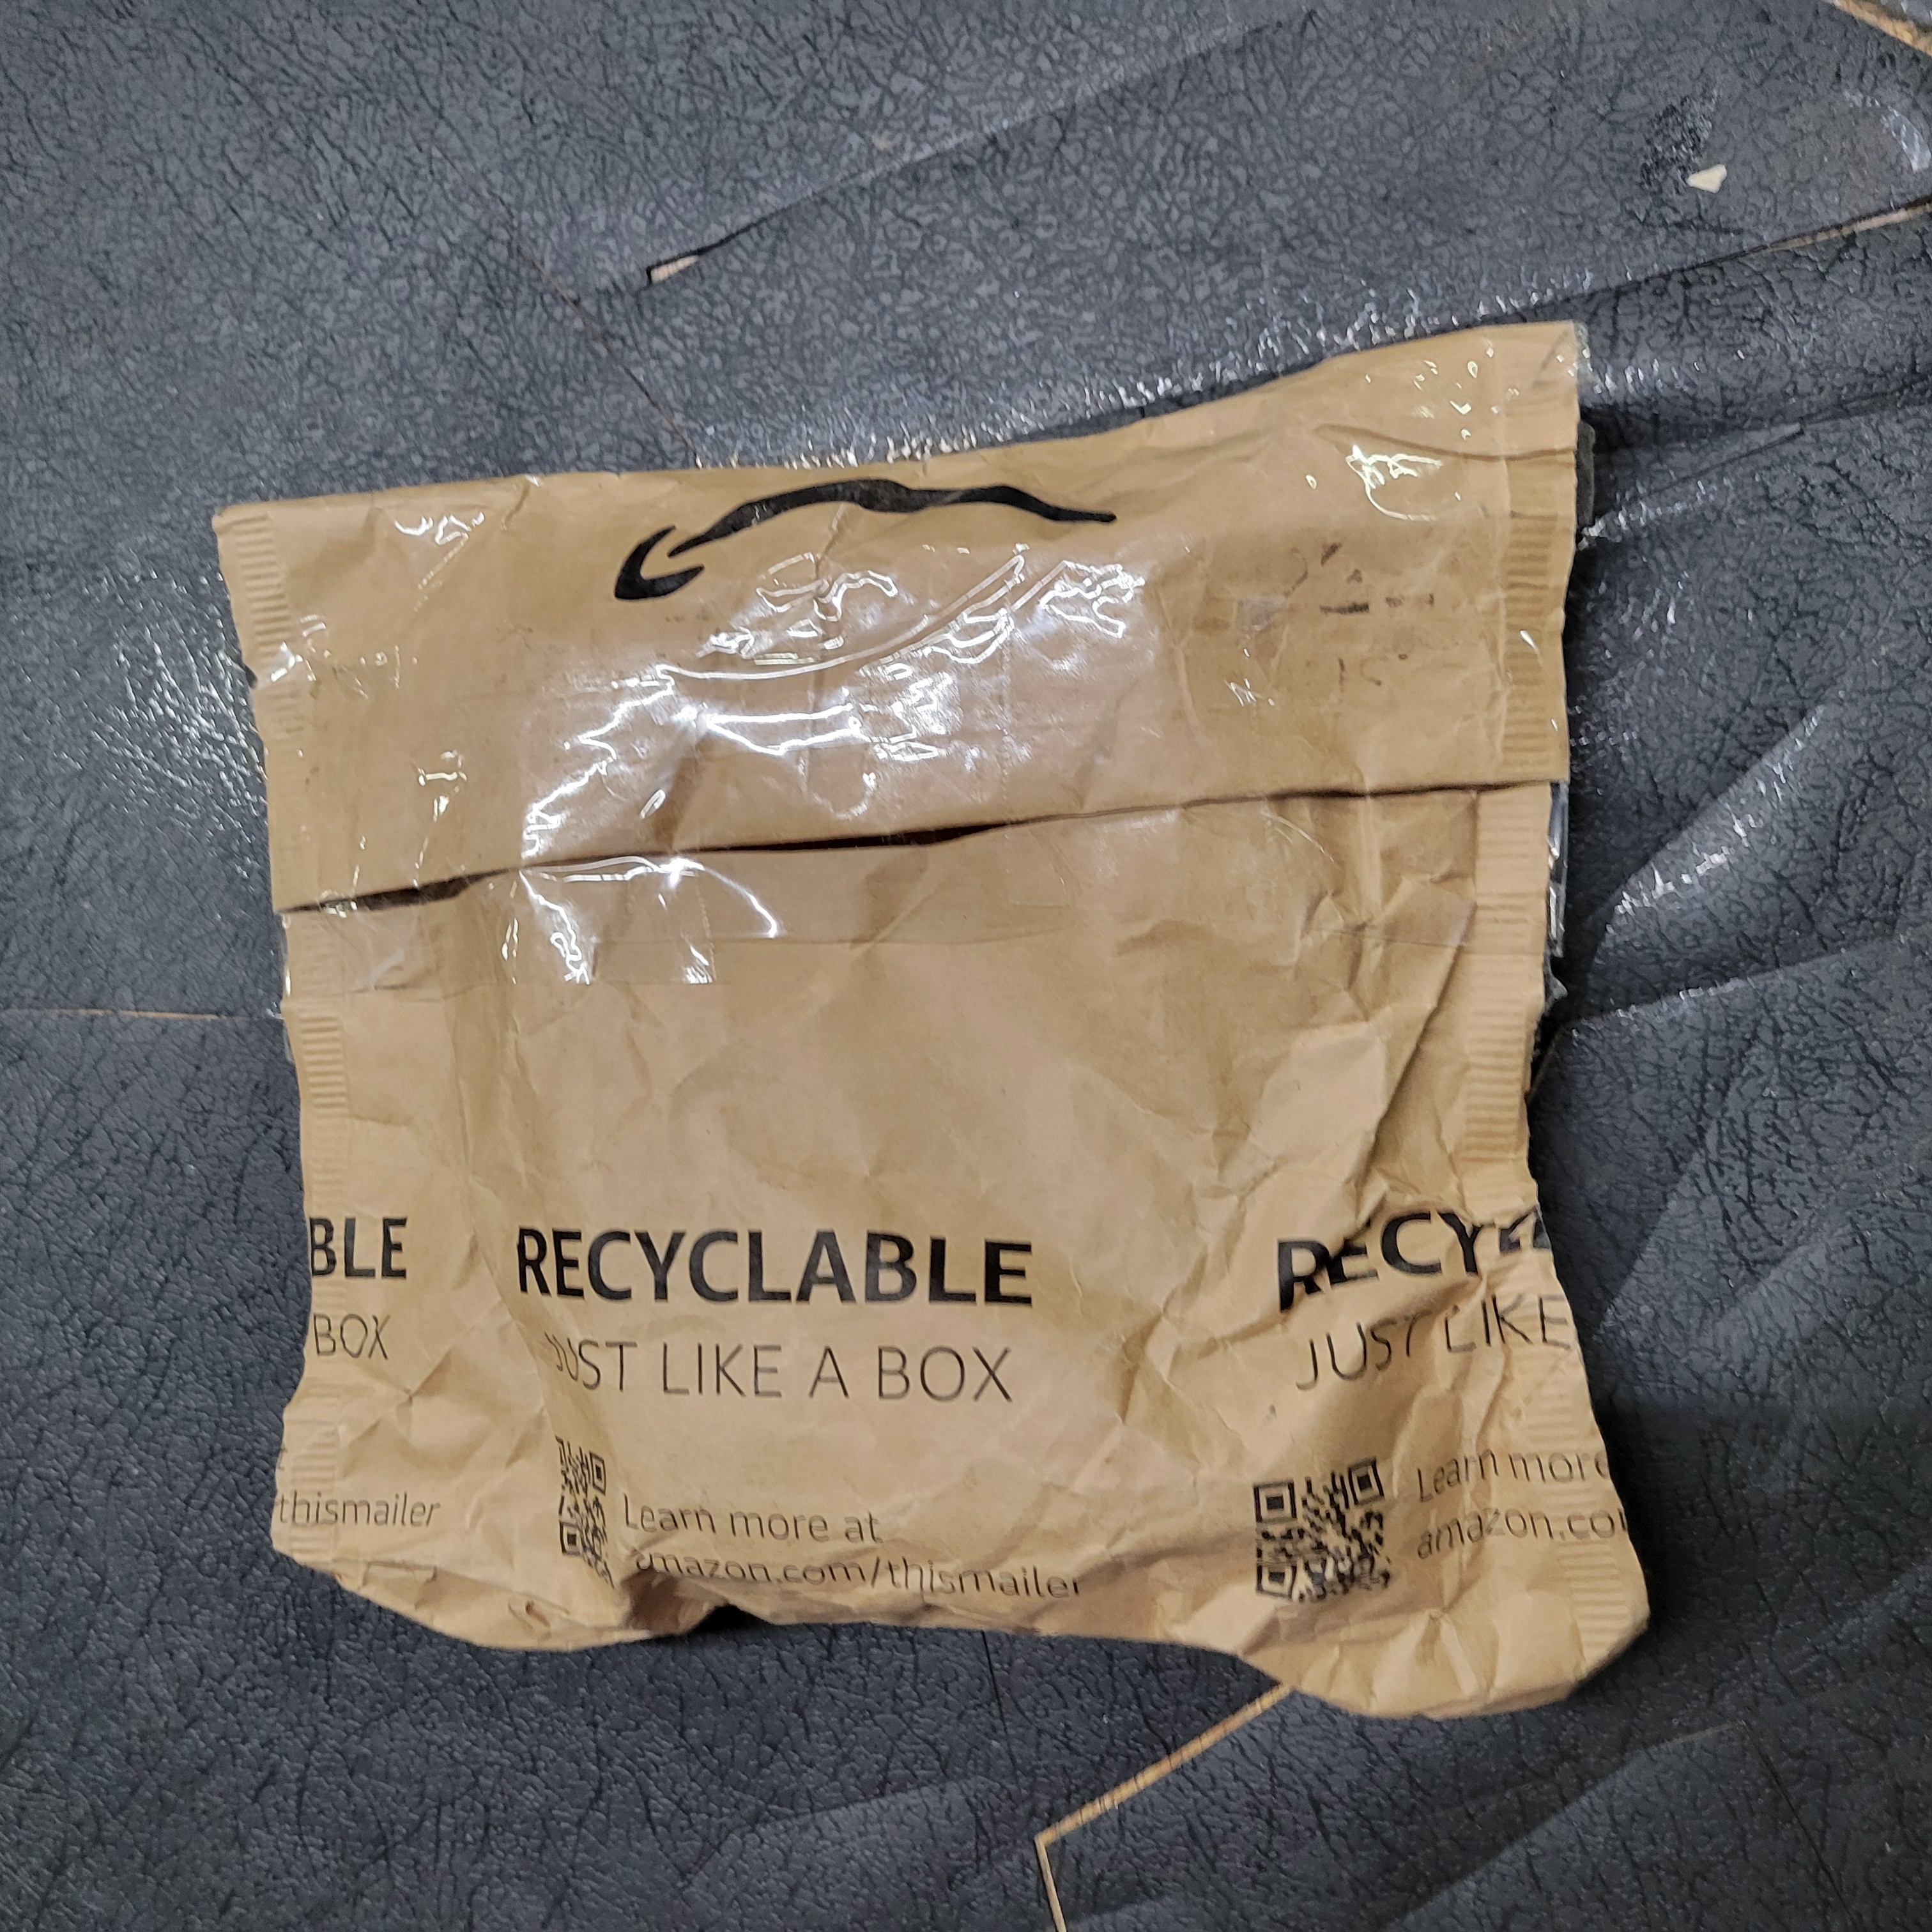 BLE
BOX
thismailer
RECYCLABLE
JUST LIKE A BOX
Learn more at
amazon.com/thismailer
JUST LIKE
Learn more